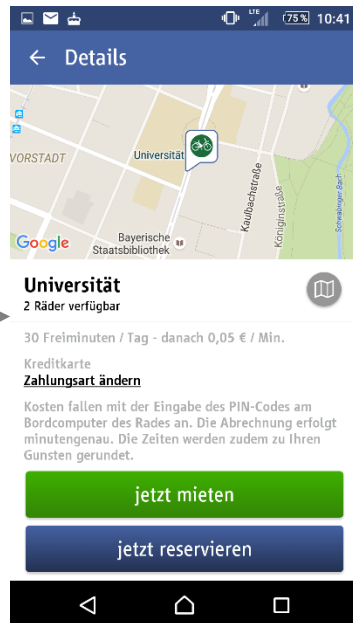 LTE 75% 10:41
Details
VORSTADT
Universität
Kaulbachstraße
Königinstraße
Schwabinger Bach
Google
Bayerische
Staatsbibliothek
Universität
2 Räder verfügbar
30 Freiminuten / Tag - danach 0,05 € / Min.
Kreditkarte
Zahlungsart ändern
Kosten fallen mit der Eingabe des PIN-Codes am
Bordcomputer des Rades an. Die Abrechnung erfolgt
minutengenau. Die Zeiten werden zudem zu Ihren
Gunsten gerundet.
jetzt mieten
jetzt reservieren